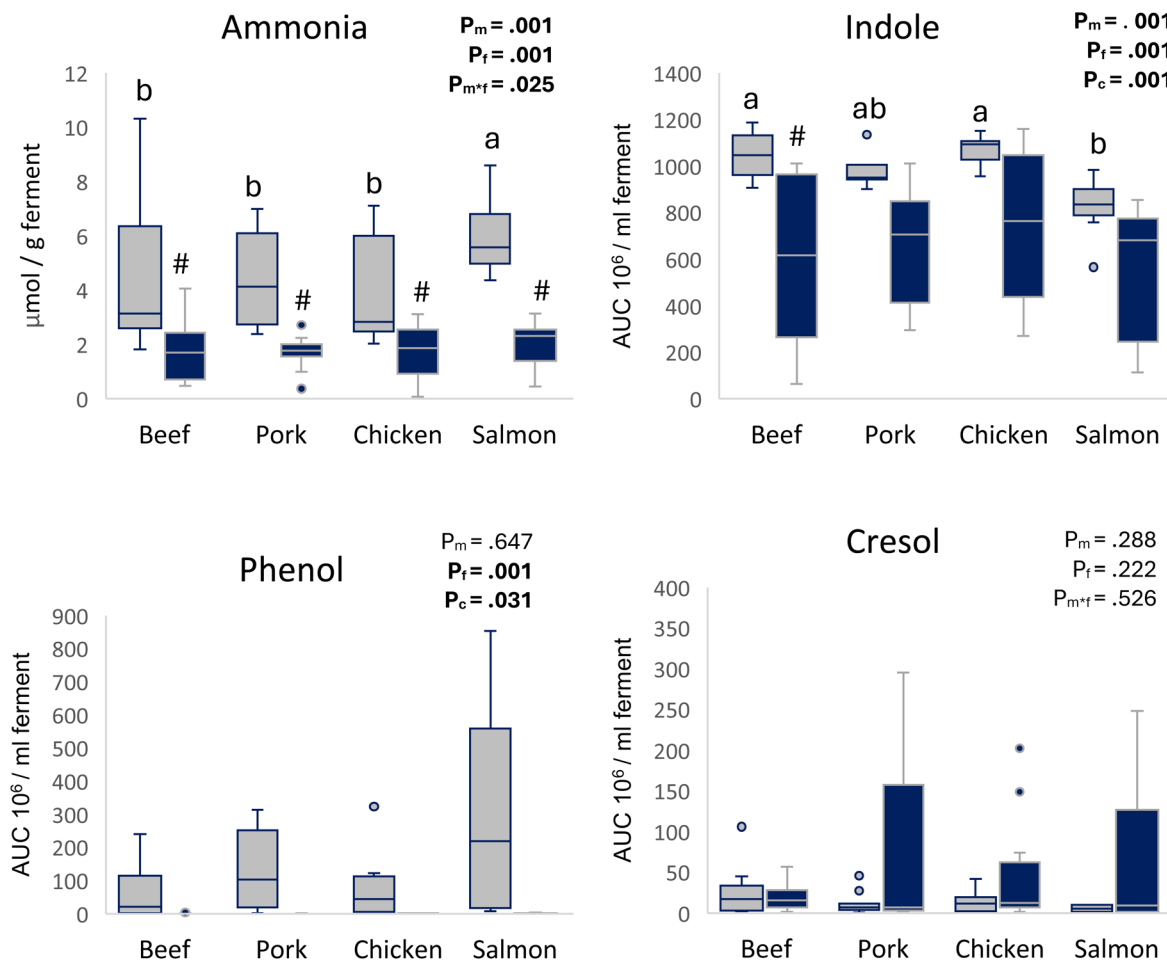 Ammonia
Pm = .001
Pf = .001
Pm*f = .025
µmol / g ferment
12
10
8
6
4
2
0
b
#
b
#
b
#
a
#
Beef Pork Chicken Salmon
Indole
Pm = . 001
Pf = .001
Pc = .001
AUC 10⁶ / ml ferment
1400
1200
1000
800
600
400
200
0
a
#
ab
a
b
Beef Pork Chicken Salmon
Phenol
Pm = .647
Pf = .001
Pc = .031
AUC 10⁶ / ml ferment
900
800
700
600
500
400
300
200
100
0
Beef Pork Chicken Salmon
Cresol
Pm = .288
Pf = .222
Pm*f = .526
AUC 10⁶ / ml ferment
400
350
300
250
200
150
100
50
0
Beef Pork Chicken Salmon